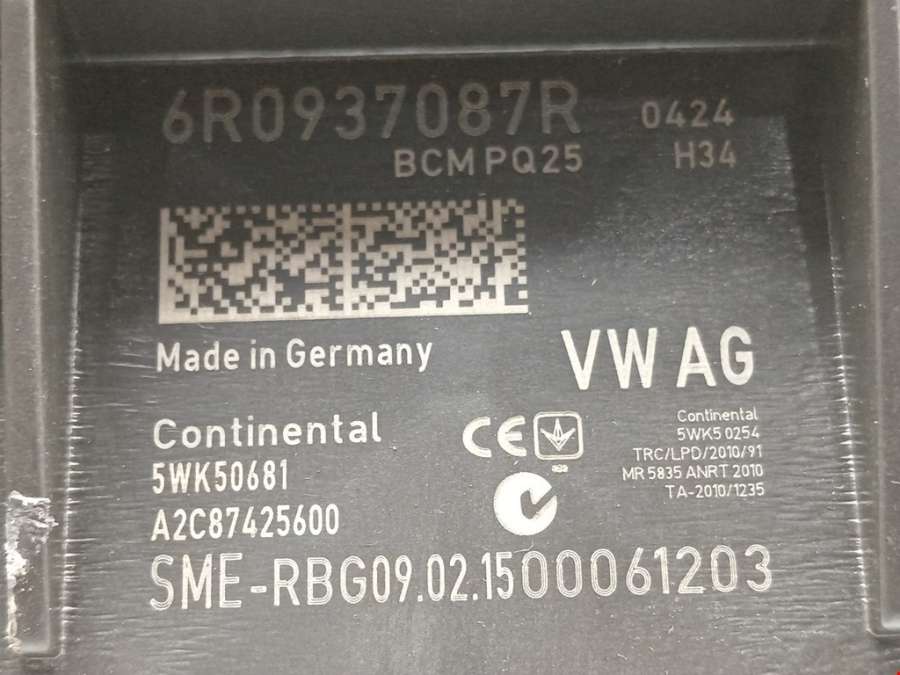 6R0937087R 0424
BCM PQ25 H34
Made in Germany
VW AG
Continental
5WK50681
A2C87425600
CE
Continental
5WK5 0254
TRC/LPD/2010/91
MR 5835 ANRT 2010
TA-2010/1235
SME-RBG09.02.1500061203